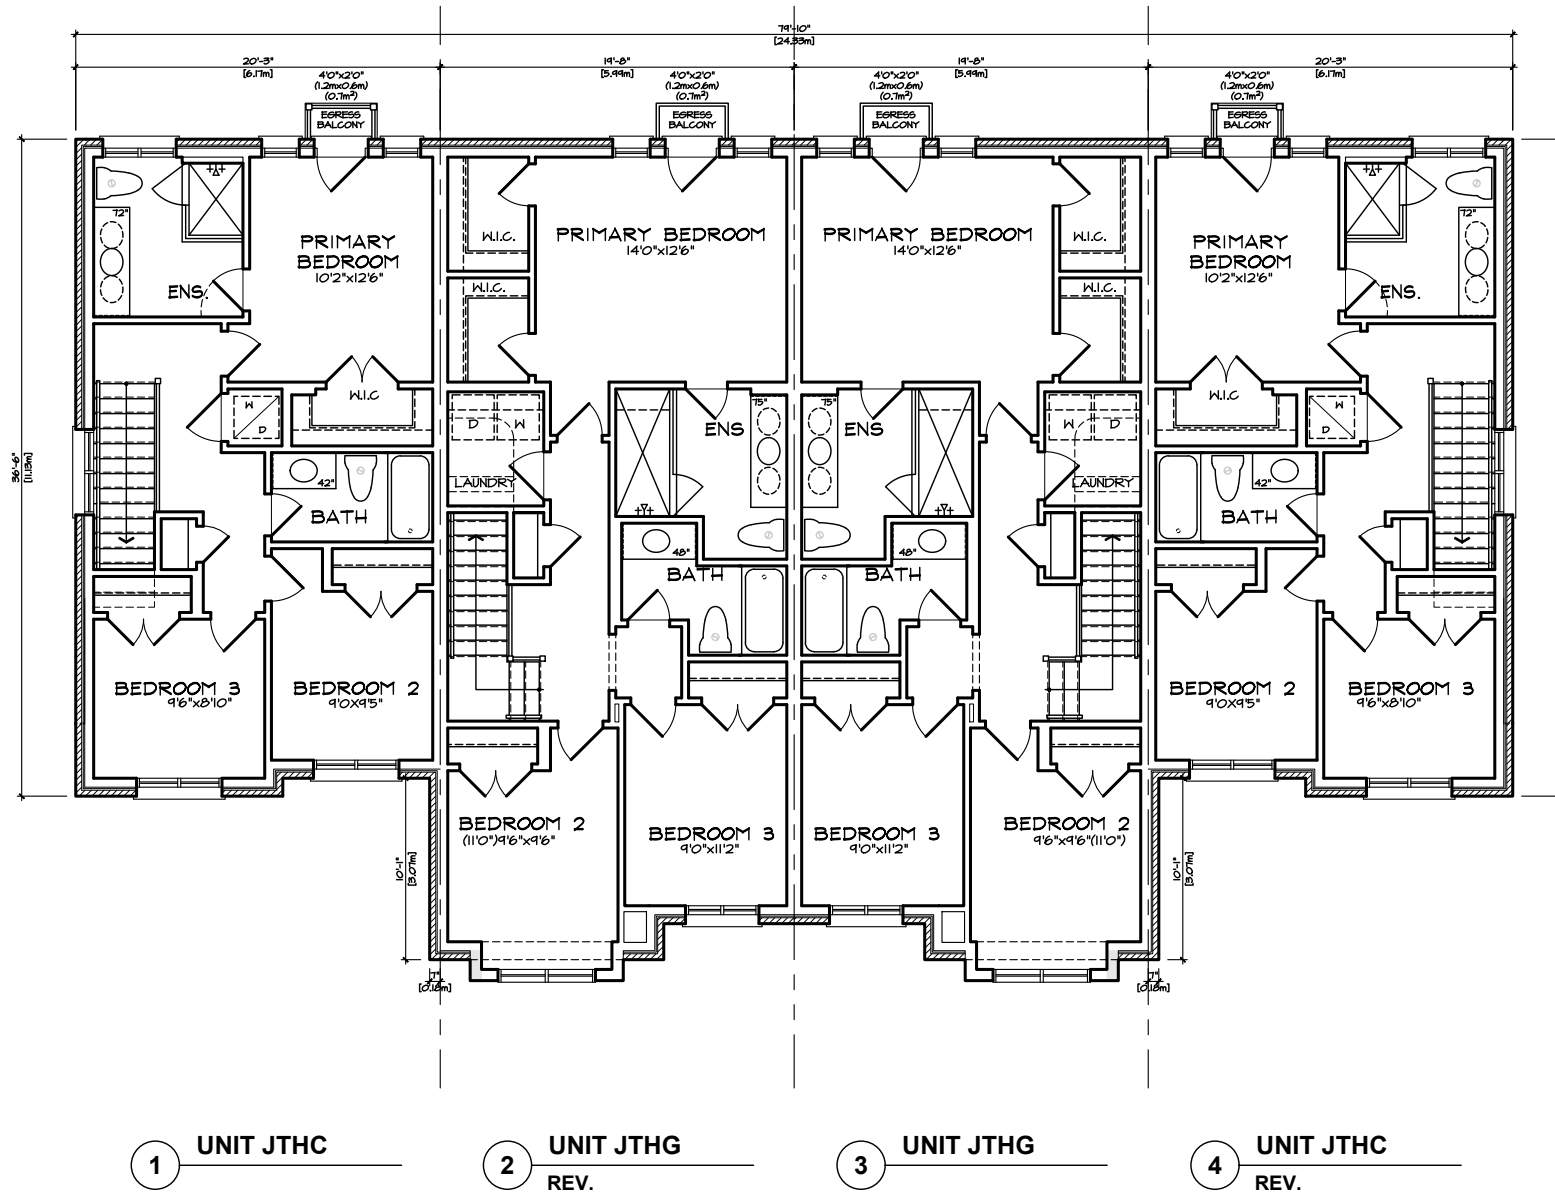 79'-10"
[24.33m]
20'-3"
[6.17m]
19'-8"
[5.99m]
19'-8"
[5.99m]
20'-3"
[6.17m]
4'0"x2'0"
(1.2mx0.6m)
(0.7m²)
EGRESS
BALCONY
4'0"x2'0"
(1.2mx0.6m)
(0.7m²)
EGRESS
BALCONY
4'0"x2'0"
(1.2mx0.6m)
(0.7m²)
EGRESS
BALCONY
4'0"x2'0"
(1.2mx0.6m)
(0.7m²)
EGRESS
BALCONY
36'-6"
[11.13m]
72"
ENS.
PRIMARY
BEDROOM
10'2"x12'6"
W.I.C
W
D
42"
BATH
BEDROOM 3
9'6"x8'10"
BEDROOM 2
9'0x9'5"
W.I.C.
W.I.C.
PRIMARY BEDROOM
14'0"x12'6"
D
W
LAUNDRY
75"
ENS
48"
BATH
BEDROOM 2
(11'0")9'6"x9'6"
BEDROOM 3
9'0"x11'2"
PRIMARY BEDROOM
14'0"x12'6"
W.I.C.
W.I.C.
75"
ENS
W
D
LAUNDRY
48"
BATH
BEDROOM 3
9'0"x11'2"
BEDROOM 2
9'6"x9'6"(11'0")
PRIMARY
BEDROOM
10'2"x12'6"
72"
ENS.
W.I.C
W
D
42"
BATH
BEDROOM 2
9'0x9'5"
BEDROOM 3
9'6"x8'10"
10'-1"
[3.07m]
10'-1"
[3.07m]
7"
[0.18m]
7"
[0.18m]
1
UNIT JTHC
2
UNIT JTHG
REV.
3
UNIT JTHG
4
UNIT JTHC
REV.